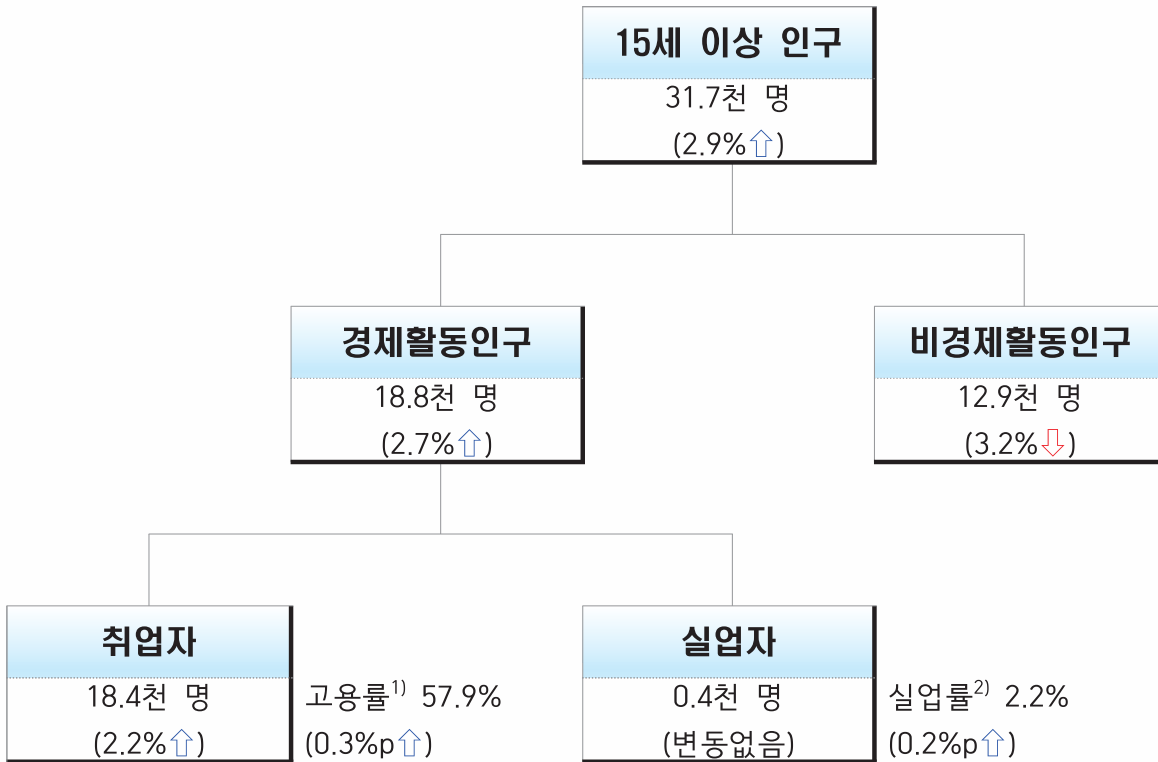 15세 이상 인구
31.7천 명
(2.9%⇧)
경제활동인구
18.8천 명
(2.7%⇧)
비경제활동인구
12.9천 명
(3.2%⇩)
취업자
18.4천 명
(2.2%⇧)
고용률1) 57.9%
(0.3%p⇧)
실업자
0.4천 명
(변동없음)
실업률2) 2.2%
(0.2%p⇧)